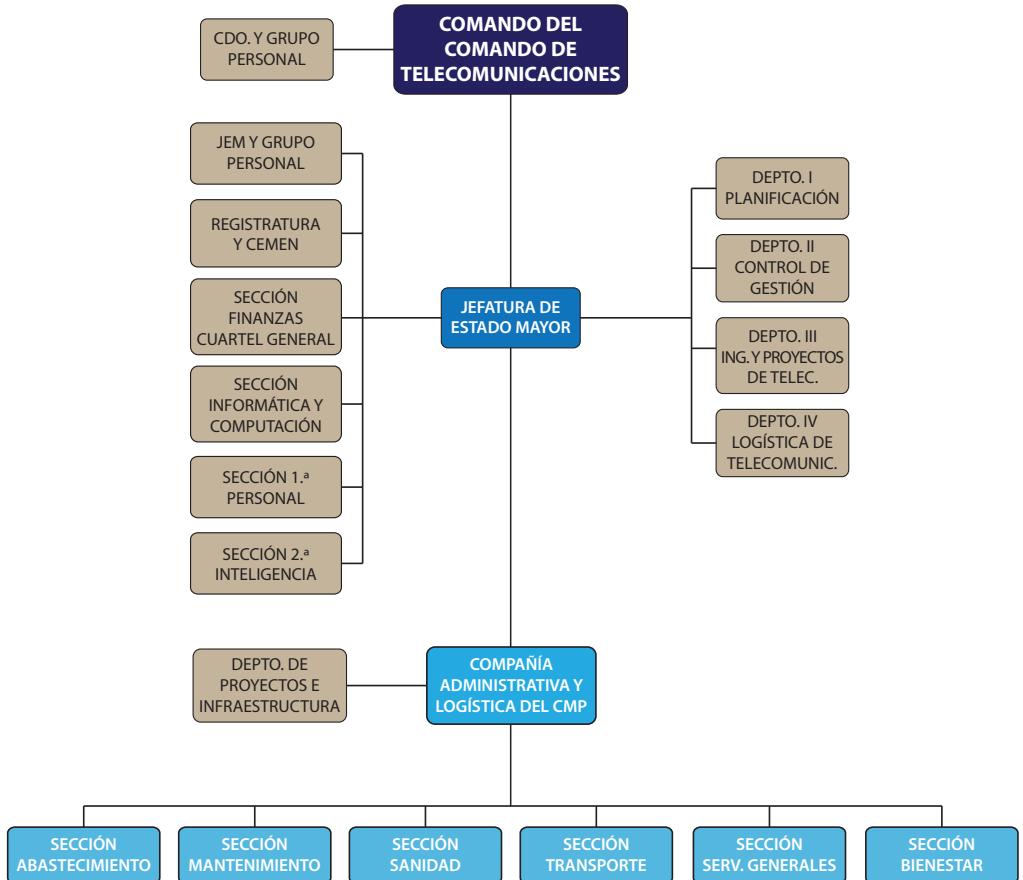 COMANDO DEL
COMANDO DE
TELECOMUNICACIONES
CDO. Y GRUPO
PERSONAL
JEM Y GRUPO
PERSONAL
REGISTRATURA
Y CEMEN
SECCIÓN
FINANZAS
CUARTEL GENERAL
SECCIÓN
INFORMÁTICA Y
COMPUTACIÓN
SECCIÓN 1.ª
PERSONAL
SECCIÓN 2.ª
INTELIGENCIA
JEFATURA DE
ESTADO MAYOR
DEPTO. I
PLANIFICACIÓN
DEPTO. II
CONTROL DE
GESTIÓN
DEPTO. III
ING. Y PROYECTOS
DE TELEC.
DEPTO. IV
LOGÍSTICA DE
TELECOMUNIC.
DEPTO. DE
PROYECTOS E
INFRAESTRUCTURA
COMPAÑÍA
ADMINISTRATIVA Y
LOGÍSTICA DEL CMP
SECCIÓN
ABASTECIMIENTO
SECCIÓN
MANTENIMIENTO
SECCIÓN
SANIDAD
SECCIÓN
TRANSPORTE
SECCIÓN
SERV. GENERALES
SECCIÓN
BIENESTAR